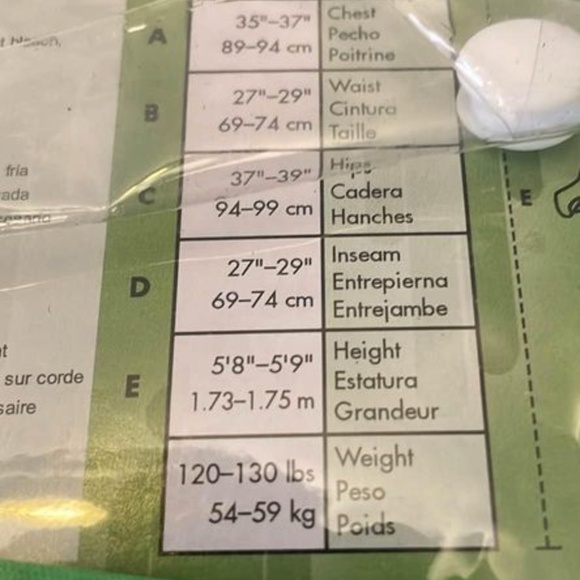 A
35"–37"
89–94 cm
Chest
Pecho
Poitrine
B
27"–29"
69–74 cm
Waist
Cintura
Taille
C
37"–39"
94–99 cm
Hips
Cadera
Hanches
D
27"–29"
69–74 cm
Inseam
Entrepierna
Entrejambe
E
5'8"–5'9"
1.73–1.75 m
Height
Estatura
Grandeur
120–130 lbs
54–59 kg
Weight
Peso
Poids
fria
ada
t
sur corde
saire
E